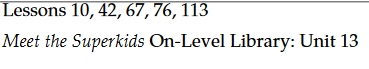 Lessons 10, 42, 67, 76, 113
Meet the Superkids On-Level Library: Unit 13